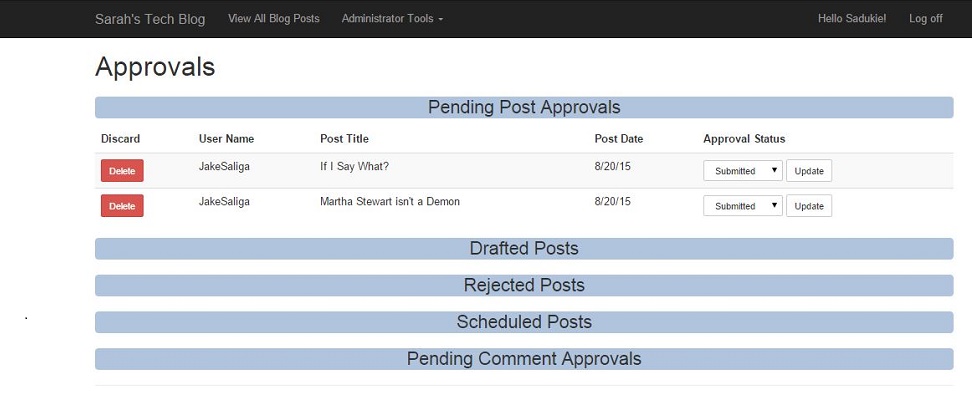 Sarah's Tech Blog View All Blog Posts Administrator Tools Hello Sadukie! Log off
Approvals
Pending Post Approvals
Discard User Name Post Title Post Date Approval Status
Delete JakeSaliga If I Say What? 8/20/15 Submitted Update
Delete JakeSaliga Martha Stewart isn't a Demon 8/20/15 Submitted Update
Drafted Posts
Rejected Posts
Scheduled Posts
Pending Comment Approvals